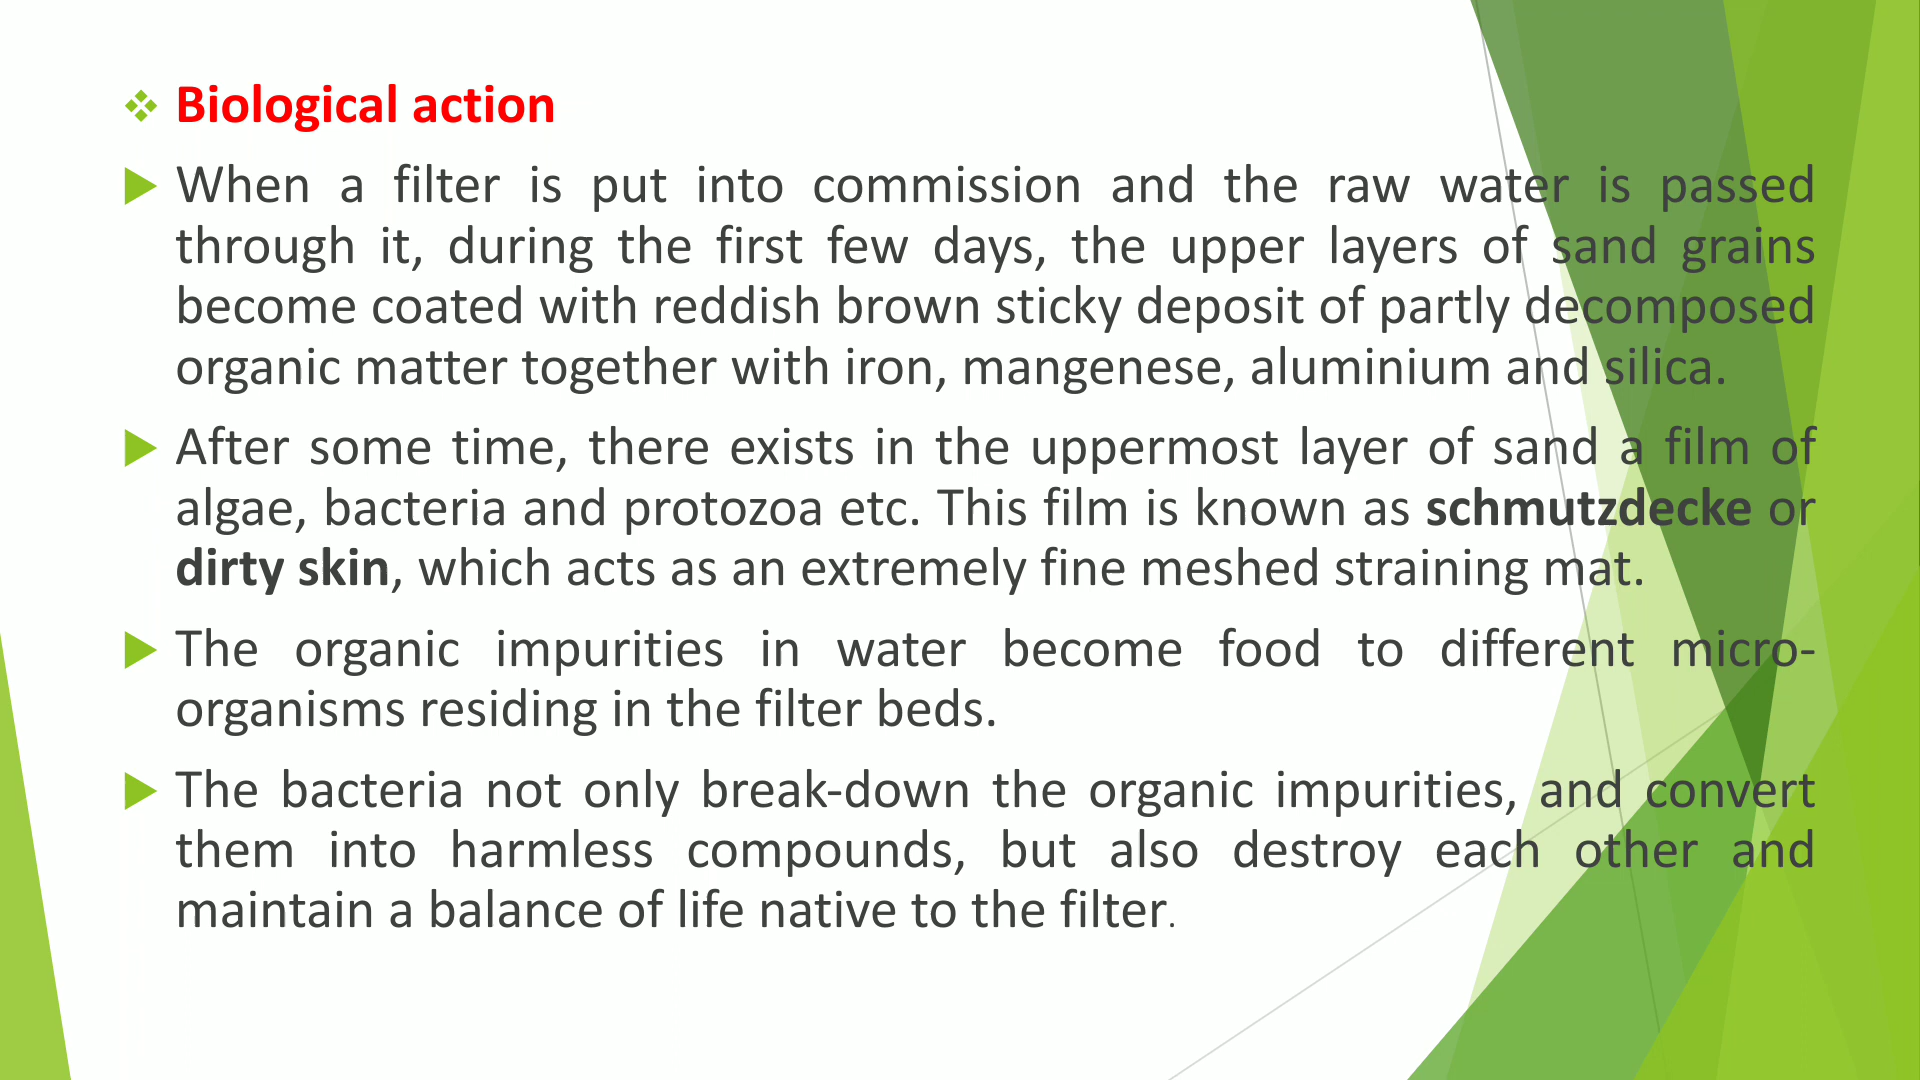 Biological action
When a filter is put into commission and the raw water is passed
through it, during the first few days, the upper layers of sand grains
become coated with reddish brown sticky deposit of partly decomposed
organic matter together with iron, mangenese, aluminium and silica.
After some time, there exists in the uppermost layer of sand a film of
algae, bacteria and protozoa etc. This film is known as schmutzdecke or
dirty skin, which acts as an extremely fine meshed straining mat.
The organic impurities in water become food to different micro-
organisms residing in the filter beds.
The bacteria not only break-down the organic impurities, and convert
them into harmless compounds, but also destroy each other and
maintain a balance of life native to the filter.